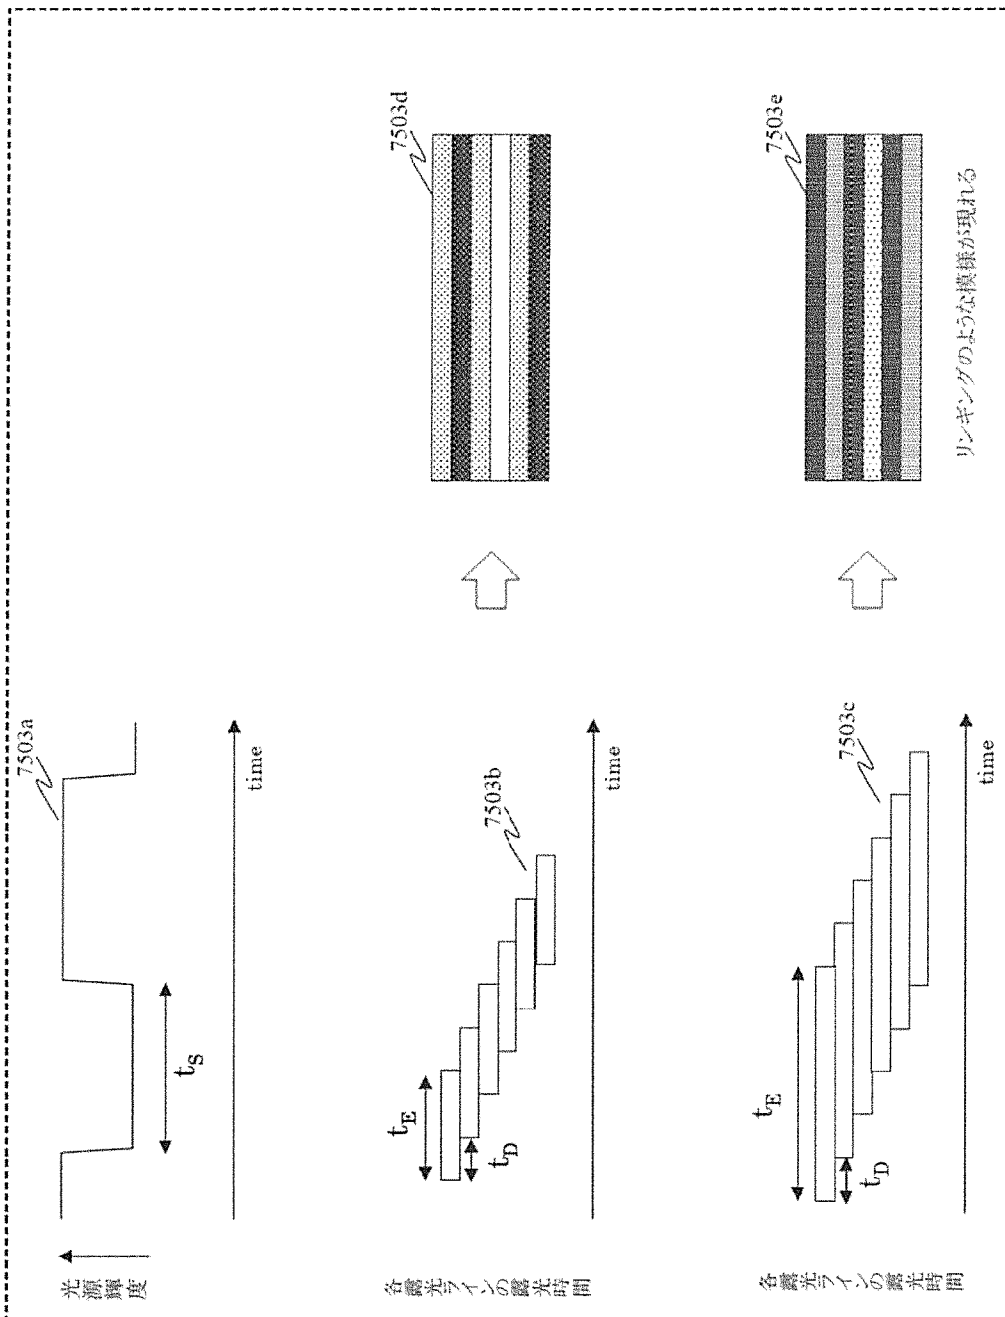 光源輝度
7503a
t_S
time
各露光ラインの露光時間
t_E
t_D
7503b
time
7503d
各露光ラインの露光時間
t_E
t_D
7503c
time
7503e
リンギングのような模様が現れる